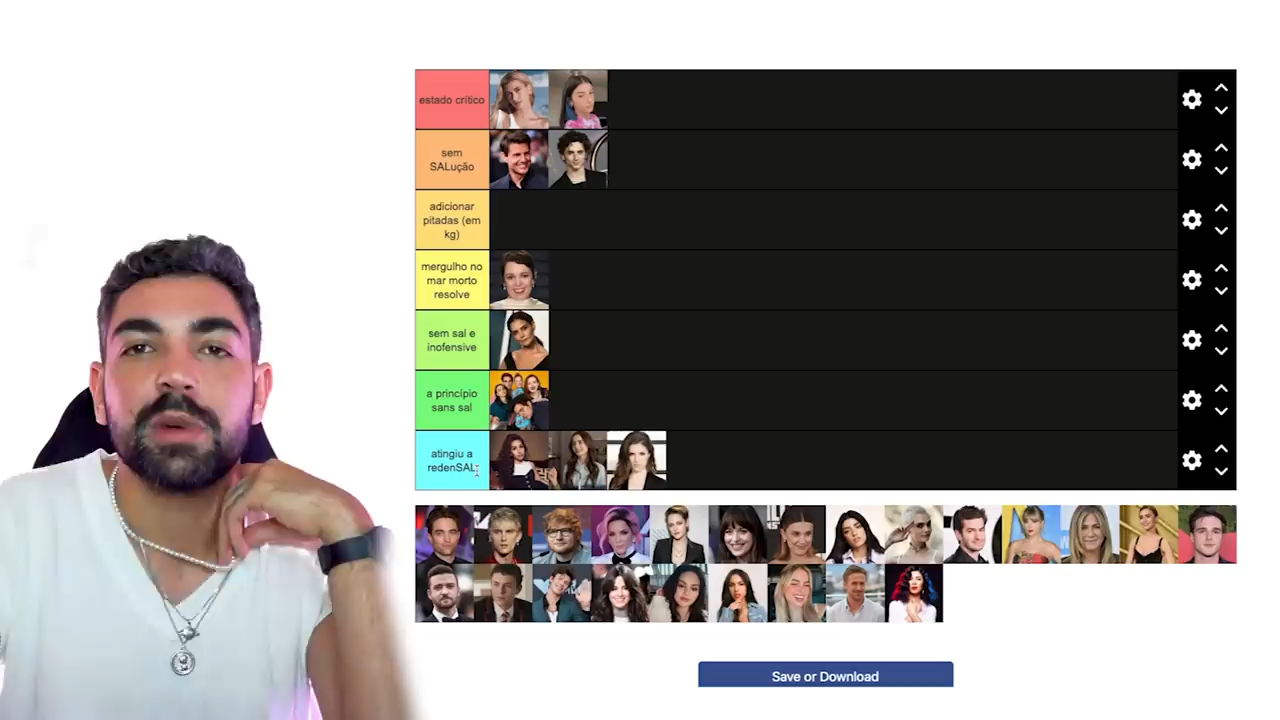 estado crítico
sem
SALução
adicionar
pitadas (em
kg)
mergulho no
mar morto
resolve
sem sal e
inofensive
a princípio
sans sal
atingiu a
redenSAL
Save or Download